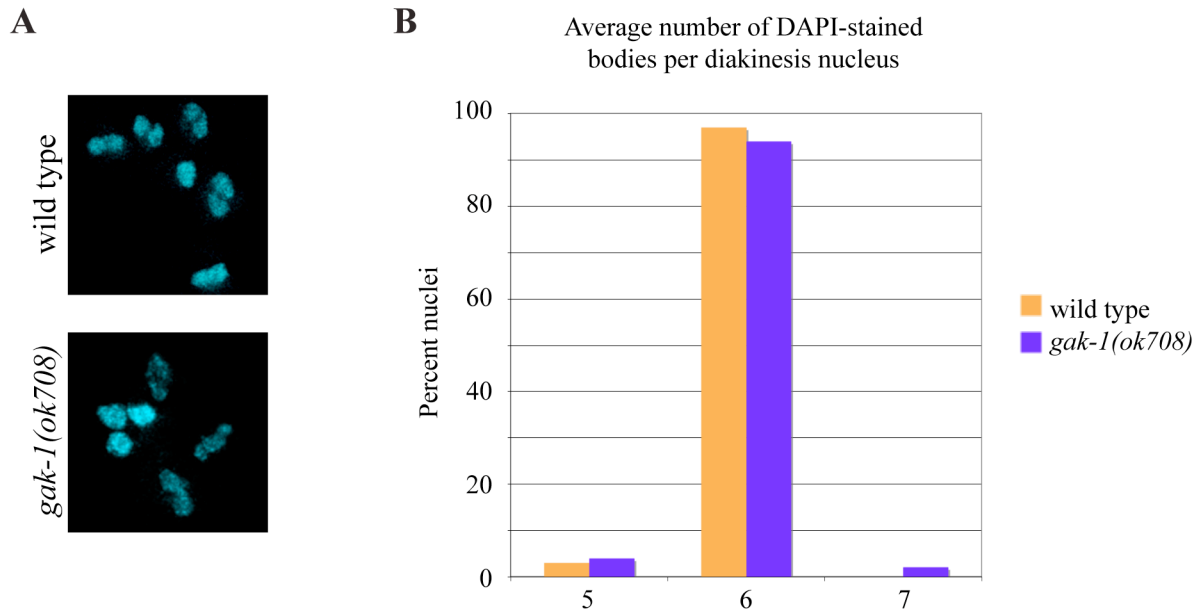 A
wild type
gak-1(ok708)
B
Average number of DAPI-stained
bodies per diakinesis nucleus
Percent nuclei
100
80
60
40
20
0
5 6 7
wild type
gak-1(ok708)